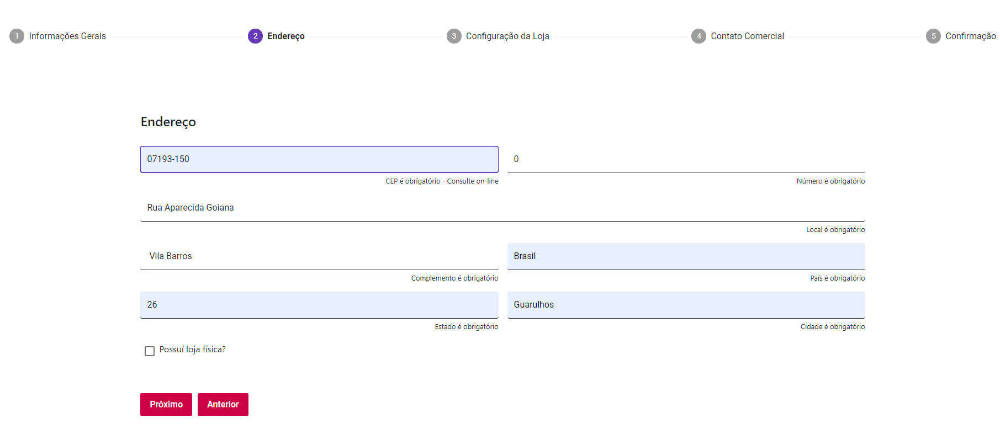 1 Informações Gerais 2 Endereço 3 Configuração da Loja 4 Contato Comercial 5 Confirmação
Endereço
07193-150 0
CEP é obrigatório - Consulte on-line Número é obrigatório
Rua Aparecida Goiana
Local é obrigatório
Vila Barros Brasil
Complemento é obrigatório País é obrigatório
26 Guarulhos
Estado é obrigatório Cidade é obrigatório
Possuí loja física?
Próximo Anterior